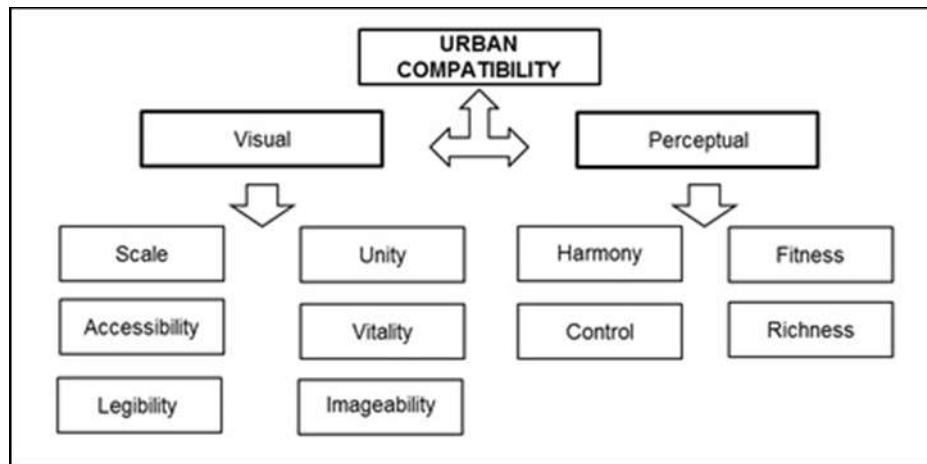 URBAN
COMPATIBILITY
Visual
Perceptual
Scale
Unity
Harmony
Fitness
Accessibility
Vitality
Control
Richness
Legibility
Imageability